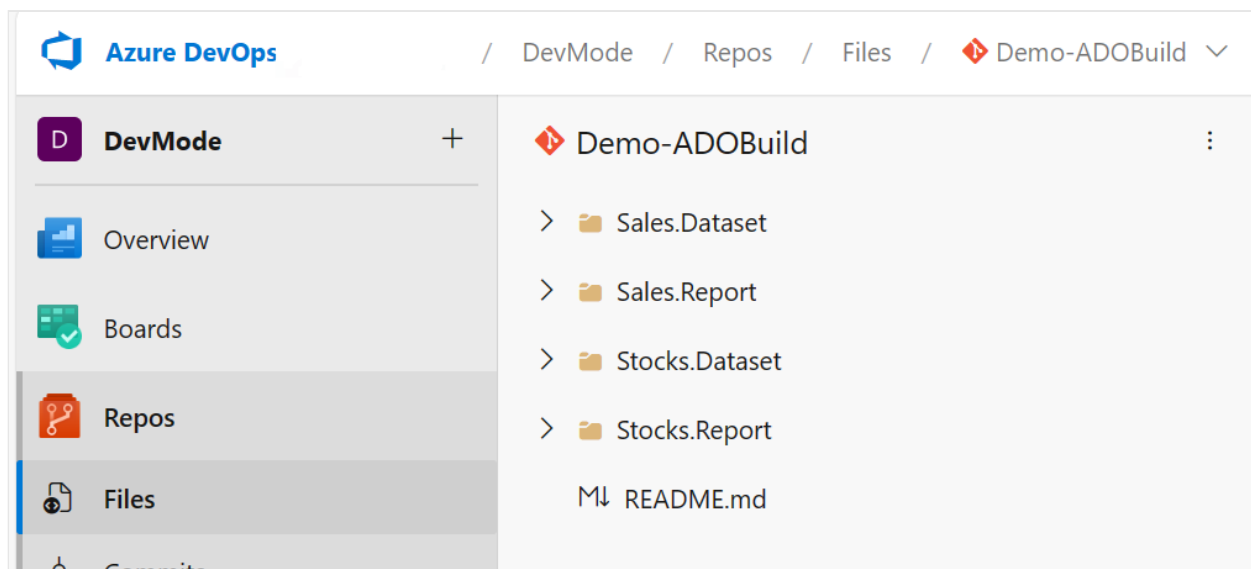 Azure DevOps / DevMode / Repos / Files / Demo-ADOBuild
D DevMode +
Overview
Boards
Repos
Files
Demo-ADOBuild
Sales.Dataset
Sales.Report
Stocks.Dataset
Stocks.Report
M↓ README.md